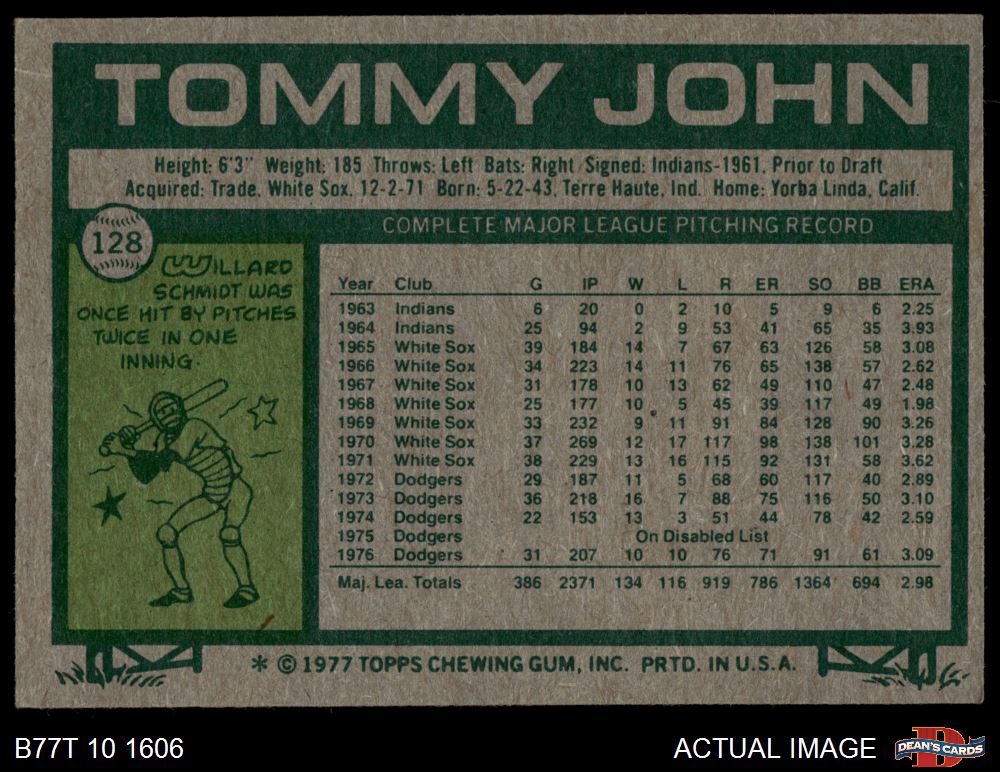 TOMMY JOHN
Height: 6'3" Weight: 185 Throws: Left Bats: Right Signed: Indians-1961, Prior to Draft
Acquired: Trade, White Sox, 12-2-71 Born: 5-22-43, Terre Haute, Ind. Home: Yorba Linda, Calif.
128
WILLARD
SCHMIDT WAS
ONCE HIT BY PITCHES
TWICE IN ONE
INNING.
COMPLETE MAJOR LEAGUE PITCHING RECORD
Year Club G IP W L R ER SO BB ERA
1963 Indians 6 20 0 2 10 5 9 6 2.25
1964 Indians 25 94 2 9 53 41 65 35 3.93
1965 White Sox 39 184 14 7 67 63 126 58 3.08
1966 White Sox 34 223 14 11 76 65 138 57 2.62
1967 White Sox 31 178 10 13 62 49 110 47 2.48
1968 White Sox 25 177 10 5 45 39 117 49 1.98
1969 White Sox 33 232 9 11 91 84 128 90 3.26
1970 White Sox 37 269 12 17 117 98 138 101 3.28
1971 White Sox 38 229 13 16 115 92 131 58 3.62
1972 Dodgers 29 187 11 5 68 60 117 40 2.89
1973 Dodgers 36 218 16 7 88 75 116 50 3.10
1974 Dodgers 22 153 13 3 51 44 78 42 2.59
1975 Dodgers On Disabled List
1976 Dodgers 31 207 10 10 76 71 91 61 3.09
Maj. Lea. Totals 386 2371 134 116 919 786 1364 694 2.98
* © 1977 TOPPS CHEWING GUM, INC. PRTD. IN U.S.A.
B77T 10 1606
ACTUAL IMAGE
D
DEAN'S CARDS